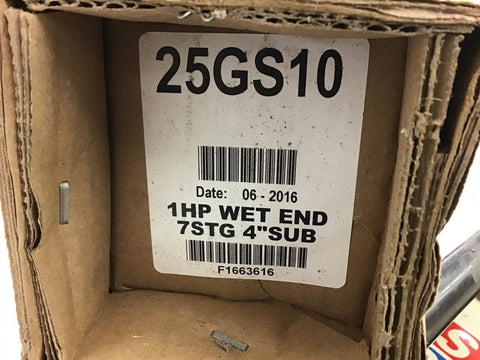 25GS10
Date: 06 - 2016
1HP WET END
7STG 4"SUB
F1663616